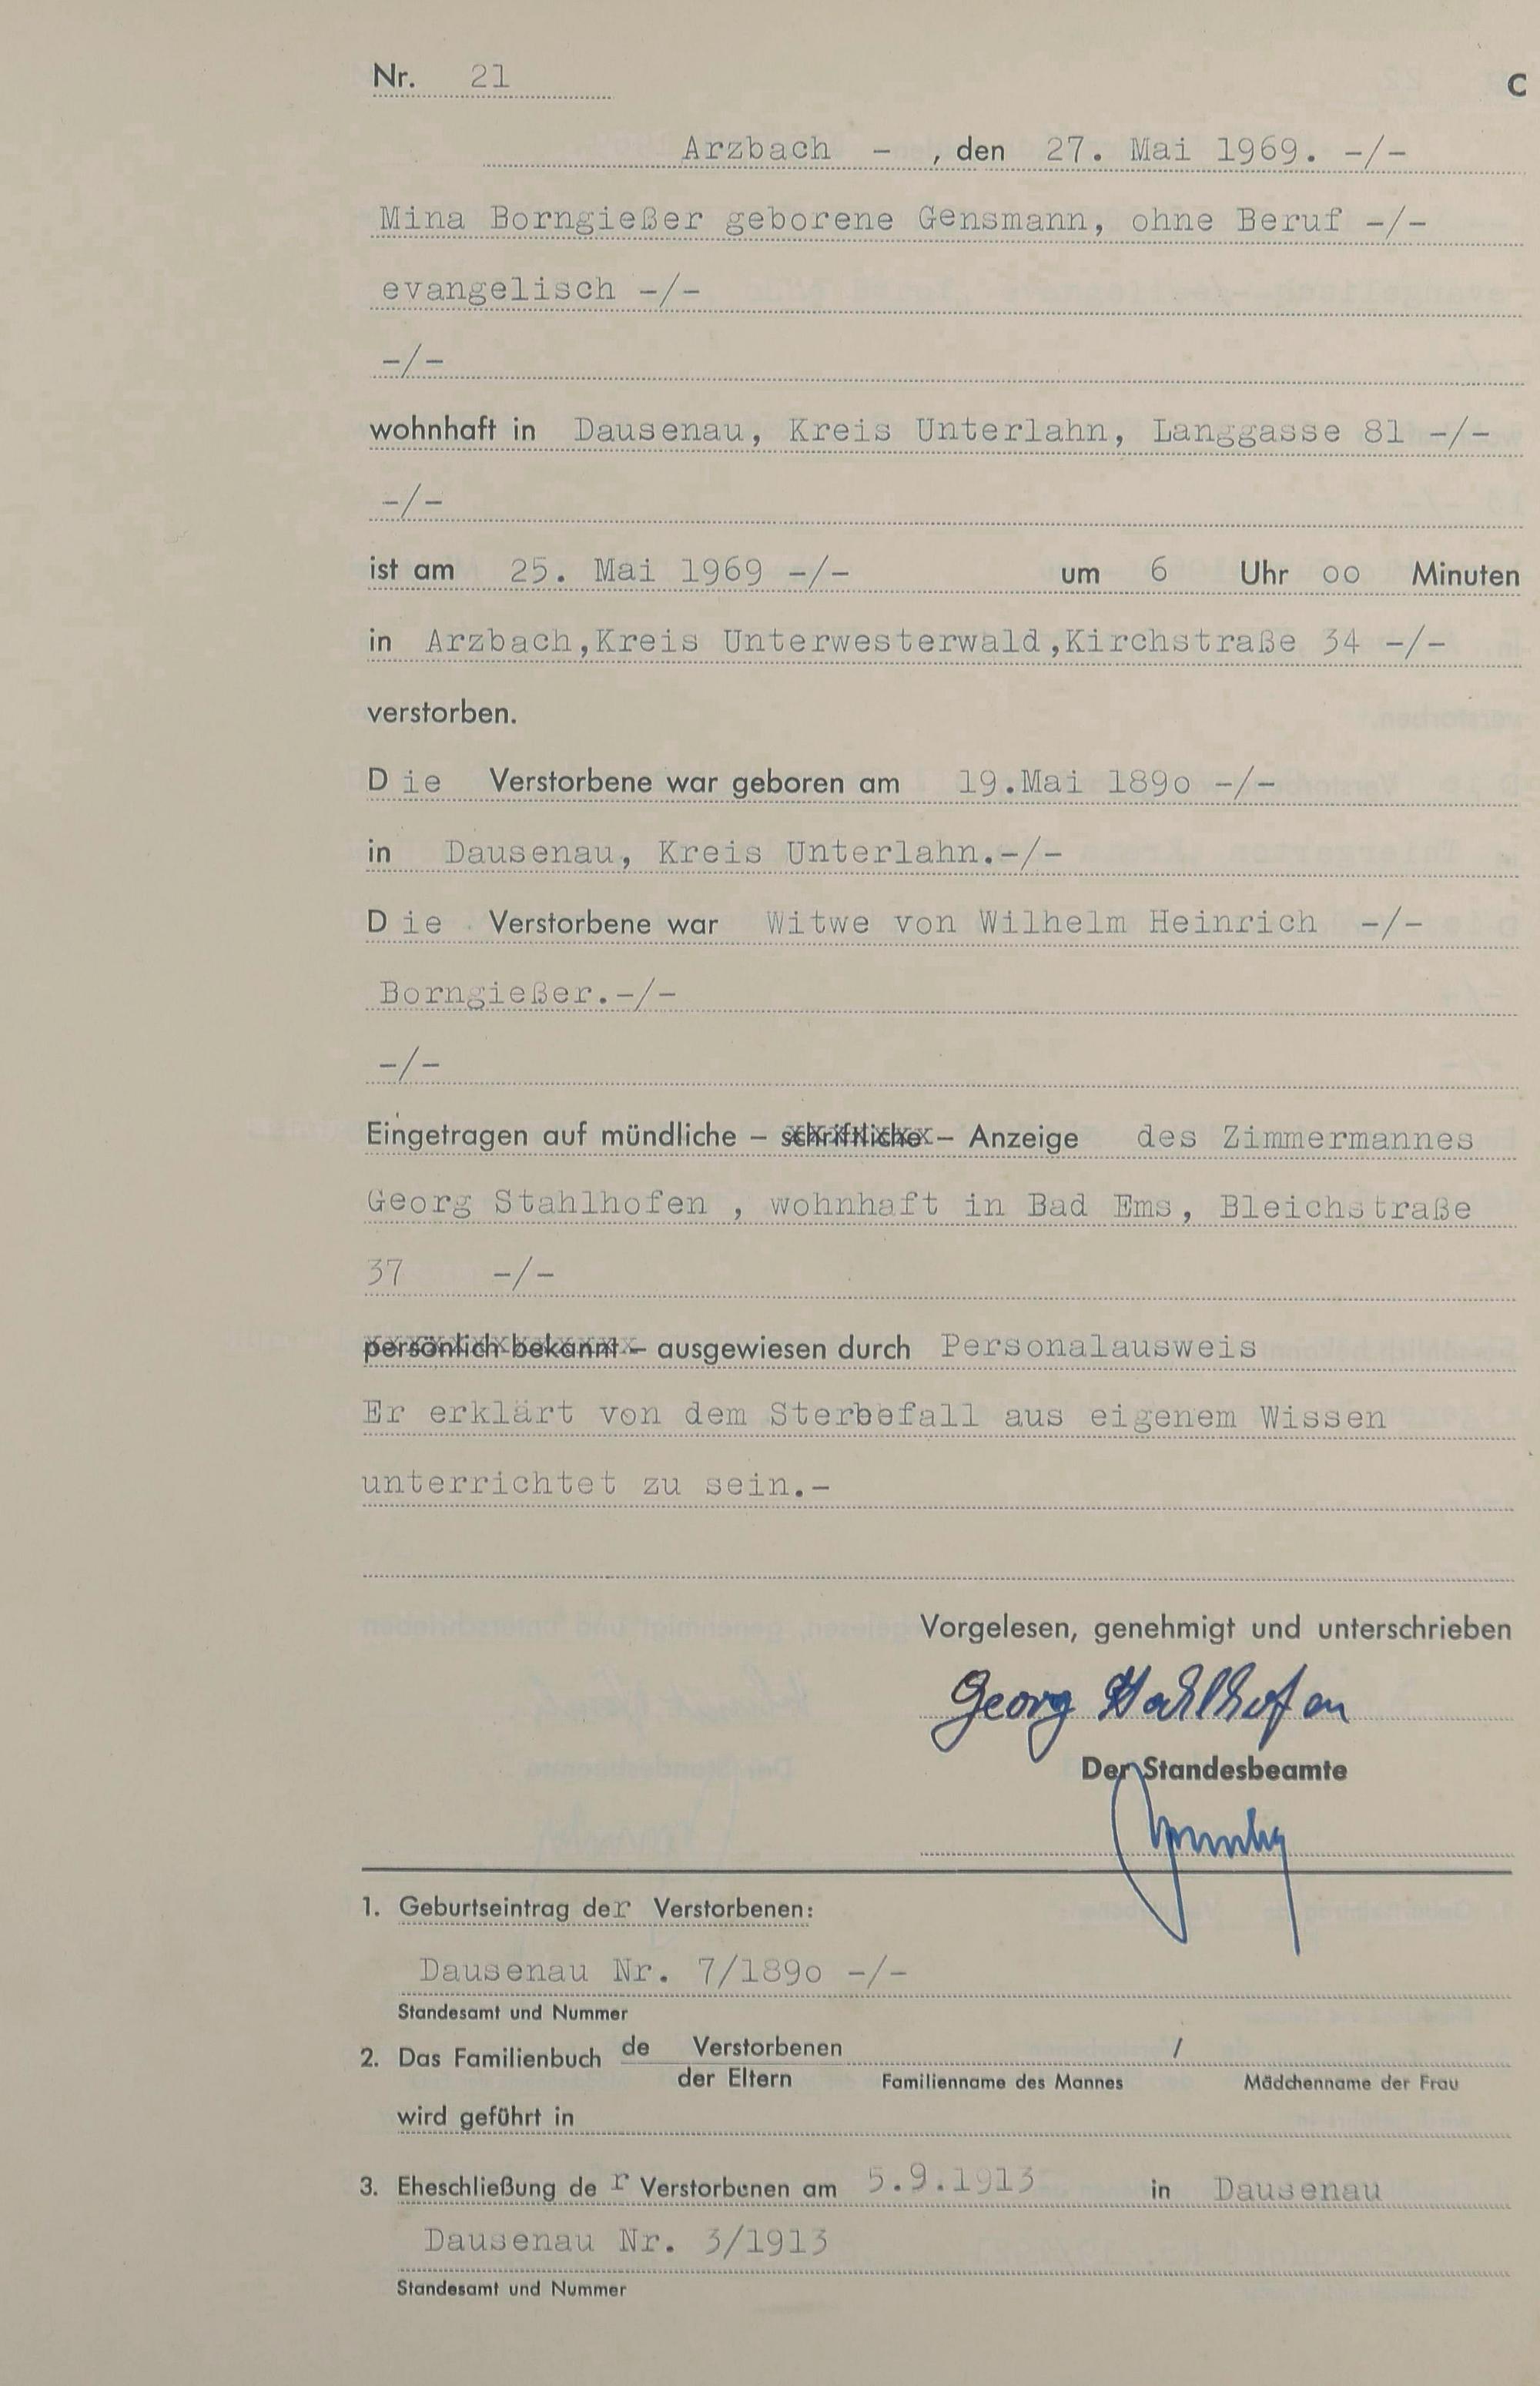 Nr. 21
C
Arzbach - , den 27. Mai 1969. -/-
Mina Borngießer geborene Gensmann, ohne Beruf -/-
evangelisch -/-
-/-
wohnhaft in Dausenau, Kreis Unterlahn, Langgasse 81 -/-
-/-
ist am 25. Mai 1969 -/- um 6 Uhr oo Minuten
in Arzbach,Kreis Unterwesterwald,Kirchstraße 34 -/-
verstorben.
Die Verstorbene war geboren am 19.Mai 189o -/-
in Dausenau, Kreis Unterlahn.-/-
Die Verstorbene war Witwe von Wilhelm Heinrich -/-
Borngießer.-/-
-/-
Eingetragen auf mündliche – schriftliche – Anzeige des Zimmermannes
Georg Stahlhofen , wohnhaft in Bad Ems, Bleichstraße
37 -/-
persönlich bekannt – ausgewiesen durch Personalausweis
Er erklärt von dem Sterbefall aus eigenem Wissen
unterrichtet zu sein.-
Vorgelesen, genehmigt und unterschrieben
Georg Stahlhofen
Der Standesbeamte
1. Geburtseintrag der Verstorbenen:
Dausenau Nr. 7/189o -/-
Standesamt und Nummer
2. Das Familienbuch de Verstorbenen /
der Eltern Familienname des Mannes Mädchenname der Frau
wird geführt in
3. Eheschließung der Verstorbenen am 5.9.1913 in Dausenau
Dausenau Nr. 3/1913
Standesamt und Nummer